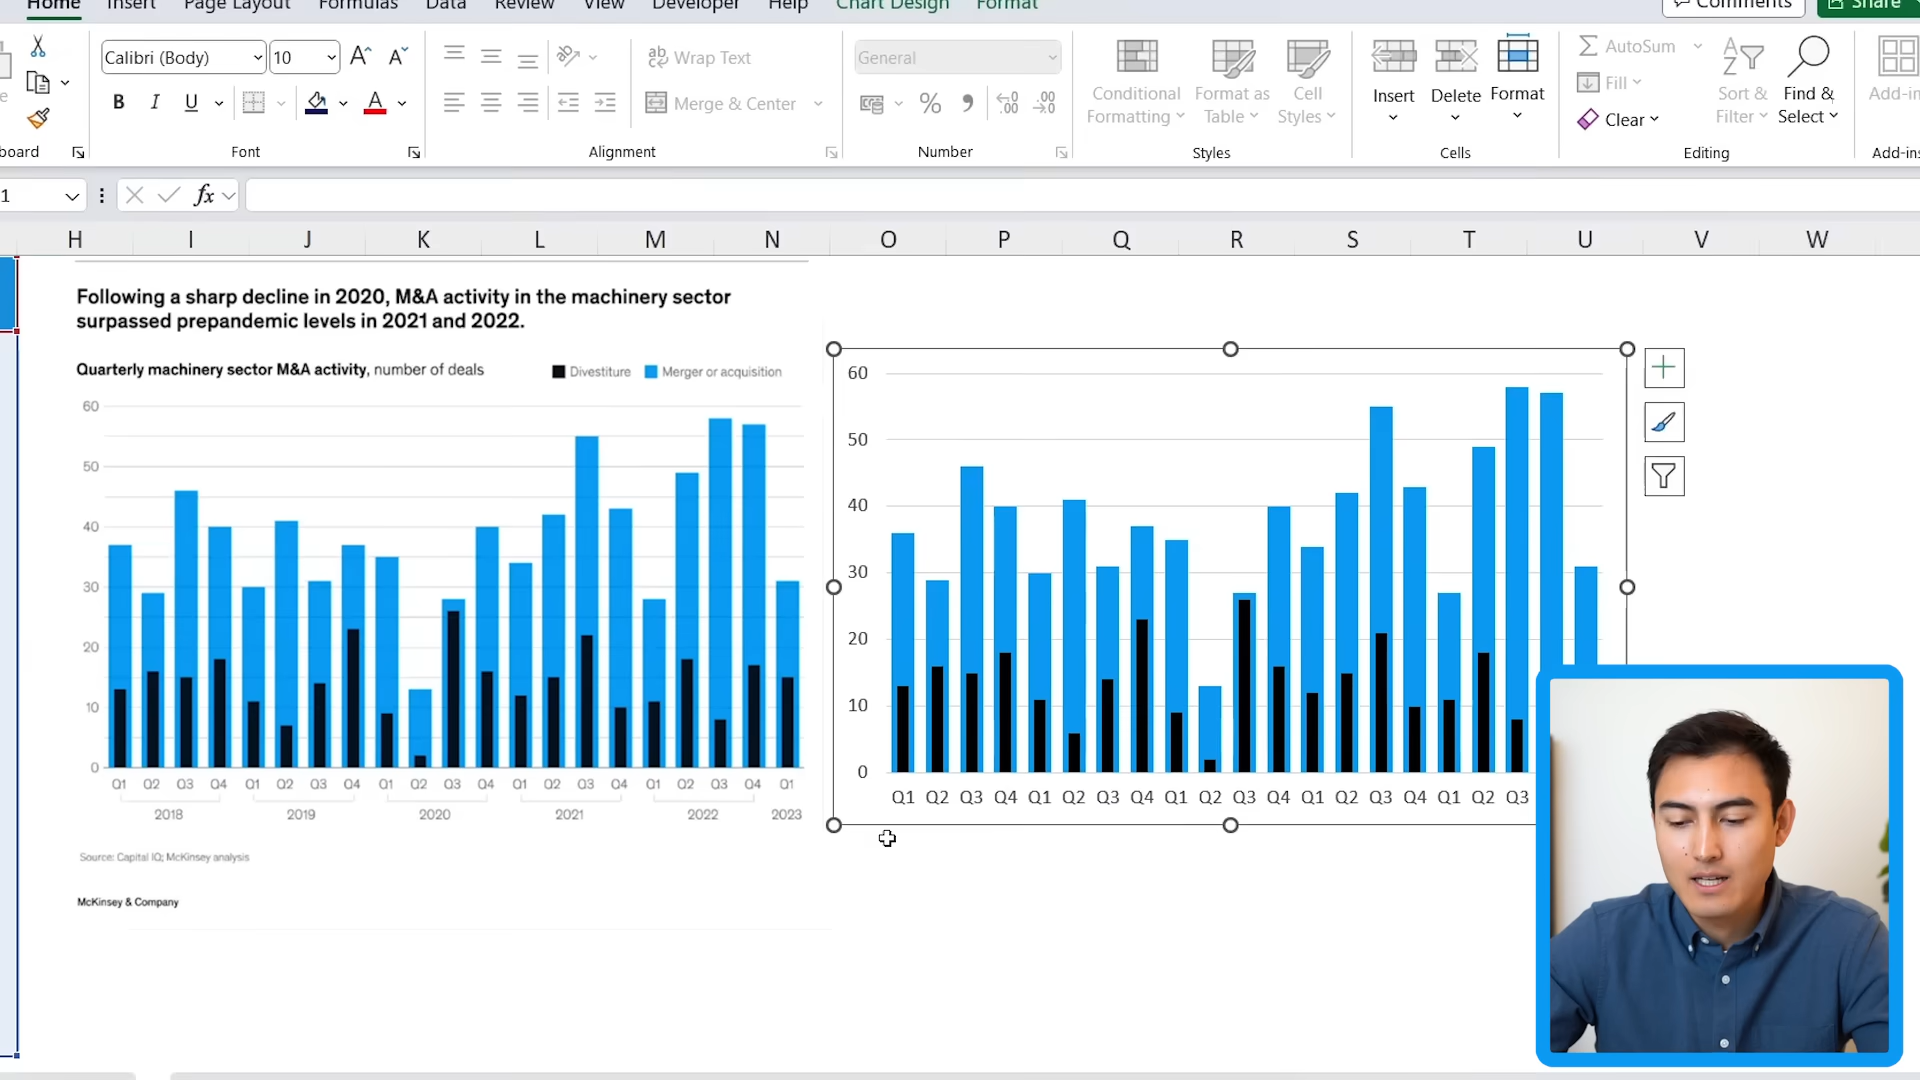 Home Insert Page Layout Formulas Data Review View Developer Help Chart Design Format Comments Share
Calibri (Body) 10 A A Wrap Text General Conditional Formatting Format as Table Cell Styles Insert Delete Format AutoSum Fill Clear Sort & Filter Find & Select Add-in
B I U A Merge & Center % 9
board Font Alignment Number Styles Cells Editing Add-ins
1 fx
H I J K L M N O P Q R S T U V W
Following a sharp decline in 2020, M&A activity in the machinery sector
surpassed prepandemic levels in 2021 and 2022.
Quarterly machinery sector M&A activity, number of deals Divestiture Merger or acquisition
60
50
40
30
20
10
0
Q1 Q2 Q3 Q4 Q1 Q2 Q3 Q4 Q1 Q2 Q3 Q4 Q1 Q2 Q3 Q4 Q1 Q2 Q3 Q4 Q1
2018 2019 2020 2021 2022 2023
Source: Capital IQ; McKinsey analysis
McKinsey & Company
60
50
40
30
20
10
0
Q1 Q2 Q3 Q4 Q1 Q2 Q3 Q4 Q1 Q2 Q3 Q4 Q1 Q2 Q3 Q4 Q1 Q2 Q3